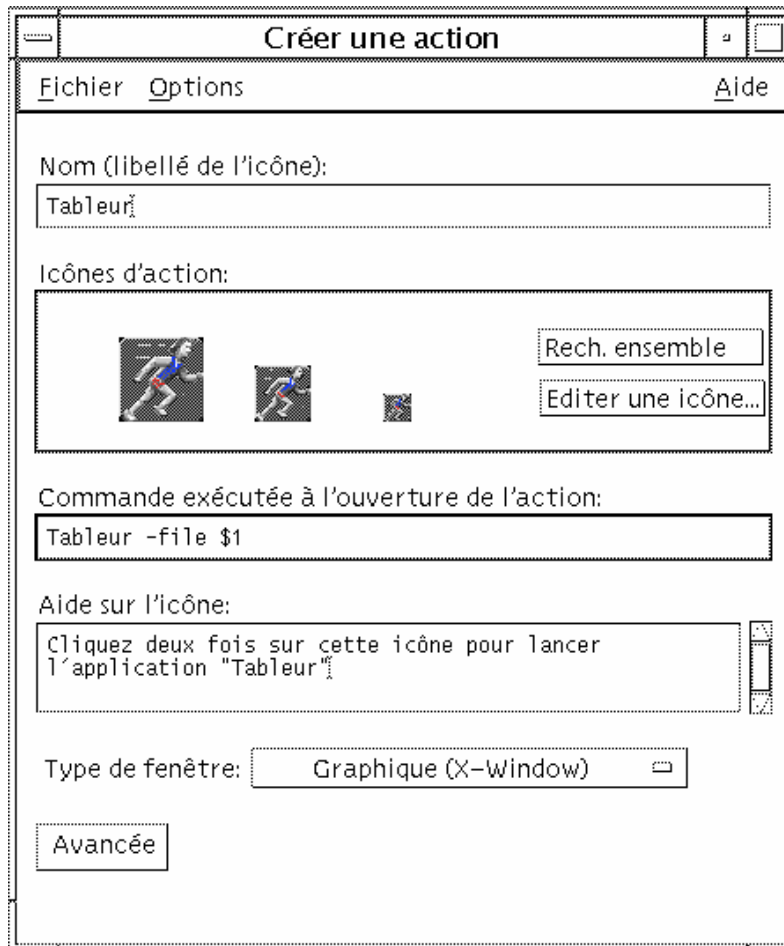 Créer une action
Fichier Options Aide
Nom (libellé de l'icône):
Tableur
Icônes d'action:
Rech. ensemble
Editer une icône...
Commande exécutée à l'ouverture de l'action:
Tableur -file $1
Aide sur l'icône:
Cliquez deux fois sur cette icône pour lancer
l'application "Tableur"
Type de fenêtre: Graphique (X-Window)
Avancée